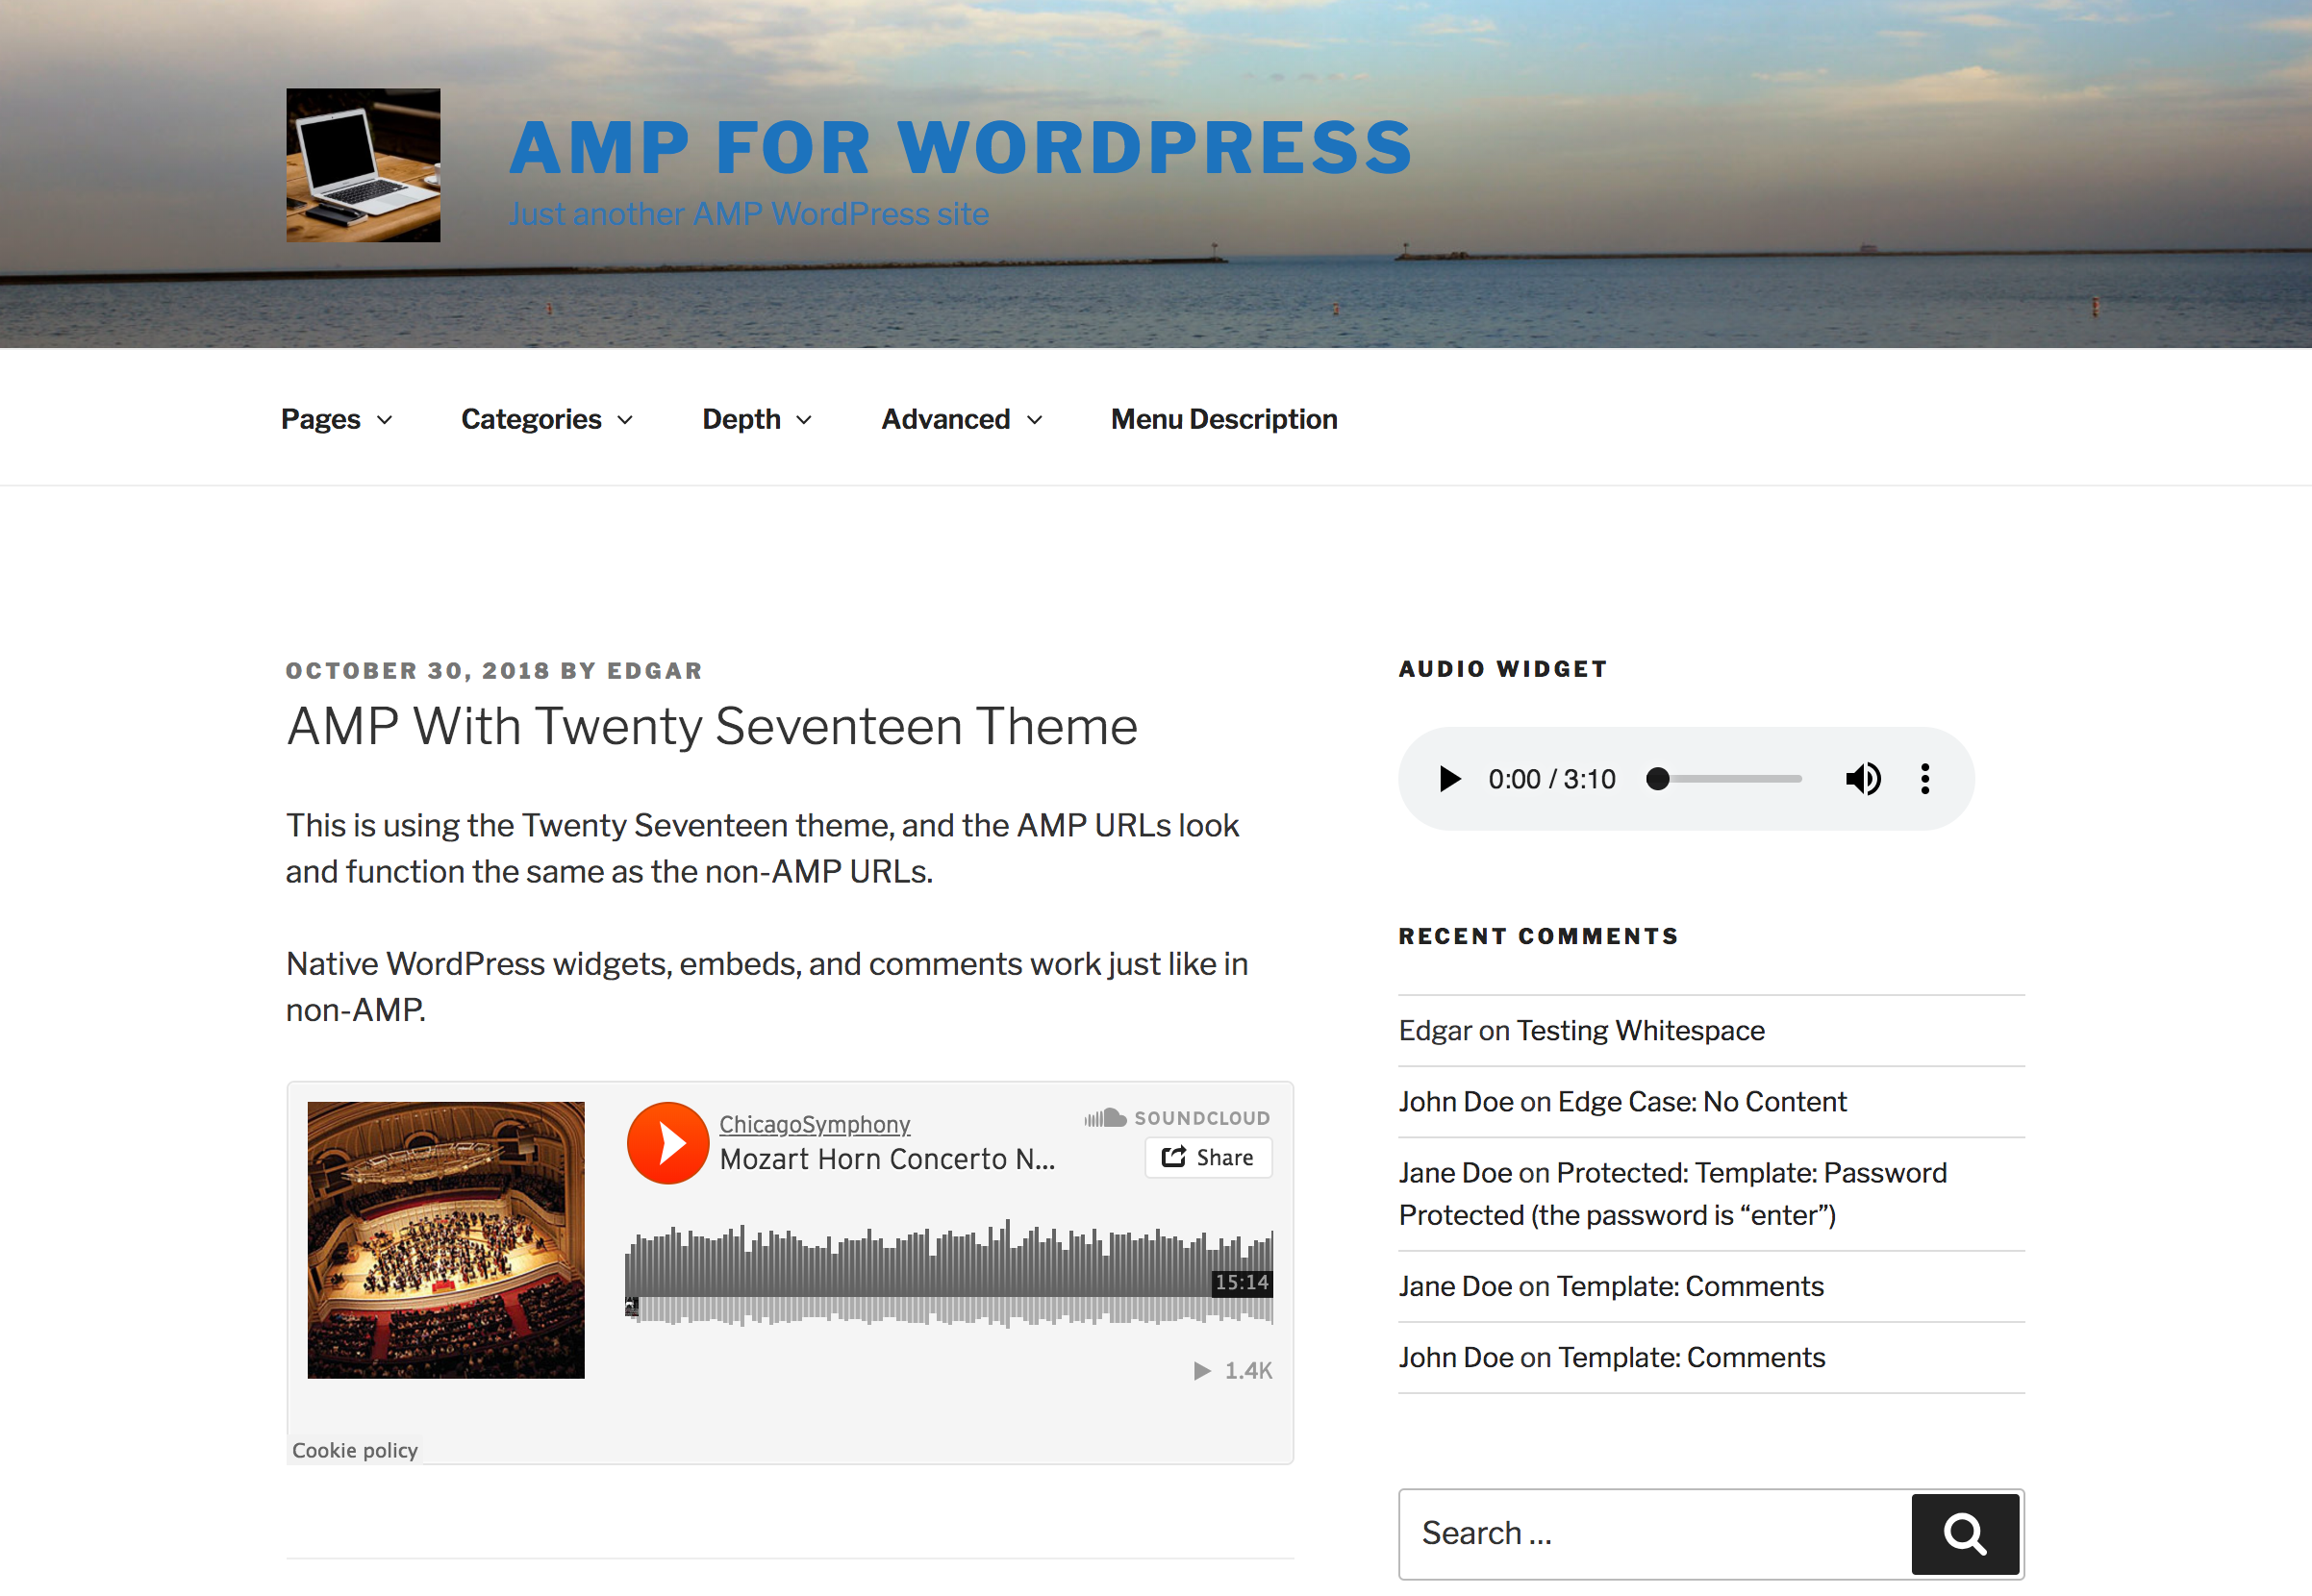 AMP FOR WORDPRESS
Just another AMP WordPress site
Pages
Categories
Depth
Advanced
Menu Description
OCTOBER 30, 2018 BY EDGAR
AMP With Twenty Seventeen Theme
This is using the Twenty Seventeen theme, and the AMP URLs look
and function the same as the non-AMP URLs.
Native WordPress widgets, embeds, and comments work just like in
non-AMP.
ChicagoSymphony
Mozart Horn Concerto N...
SOUNDCLOUD
Share
15:14
1.4K
Cookie policy
AUDIO WIDGET
0:00 / 3:10
RECENT COMMENTS
Edgar on Testing Whitespace
John Doe on Edge Case: No Content
Jane Doe on Protected: Template: Password
Protected (the password is “enter”)
Jane Doe on Template: Comments
John Doe on Template: Comments
Search ...